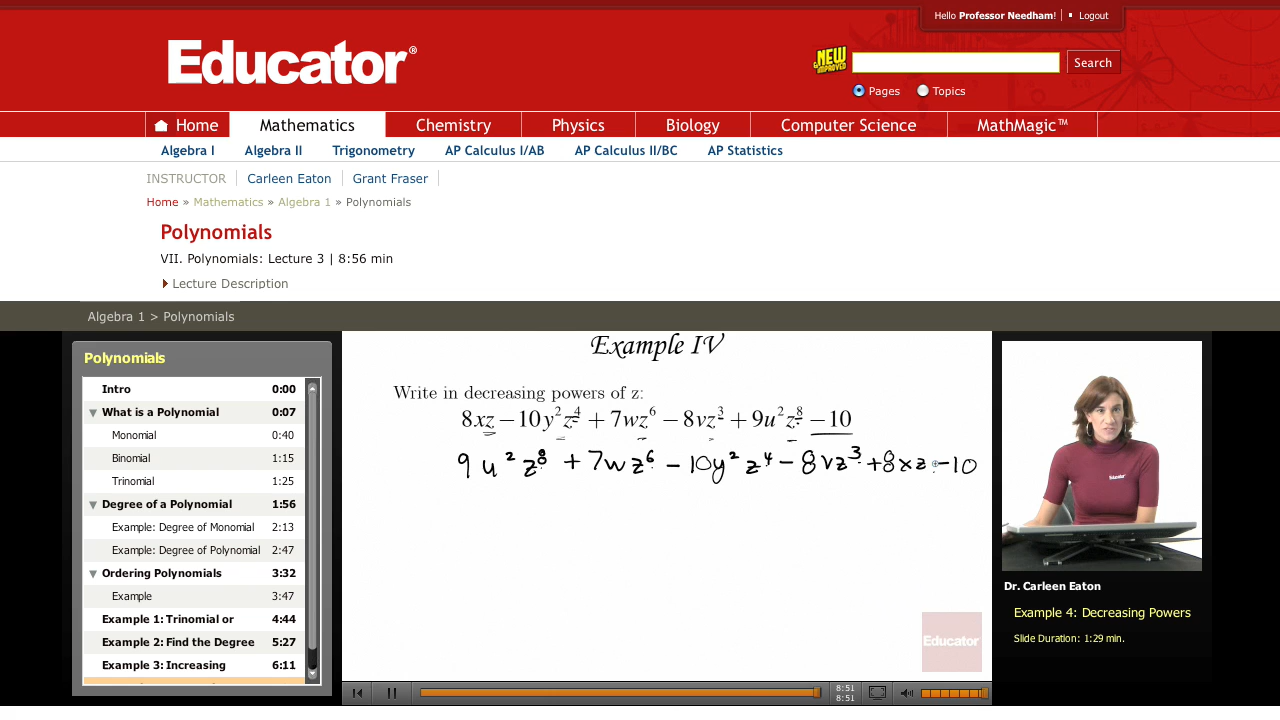 Hello Professor Needham! Logout
Educator®
NEW
& IMPROVED
Search
Pages Topics
Home Mathematics Chemistry Physics Biology Computer Science MathMagic™
Algebra I Algebra II Trigonometry AP Calculus I/AB AP Calculus II/BC AP Statistics
INSTRUCTOR Carleen Eaton Grant Fraser
Home » Mathematics » Algebra 1 » Polynomials
Polynomials
VII. Polynomials: Lecture 3 | 8:56 min
Lecture Description
Algebra 1 > Polynomials
Polynomials
Intro 0:00
What is a Polynomial 0:07
Monomial 0:40
Binomial 1:15
Trinomial 1:25
Degree of a Polynomial 1:56
Example: Degree of Monomial 2:13
Example: Degree of Polynomial 2:47
Ordering Polynomials 3:32
Example 3:47
Example 1: Trinomial or 4:44
Example 2: Find the Degree 5:27
Example 3: Increasing 6:11
Example IV
Write in decreasing powers of z:
8xz − 10y²z⁴ + 7wz⁶ − 8vz³ + 9u²z⁸ − 10
9u²z⁸ + 7wz⁶ − 10y²z⁴ − 8vz³ + 8xz − 10
Educator
8:51
8:51
Dr. Carleen Eaton
Example 4: Decreasing Powers
Slide Duration: 1:29 min.